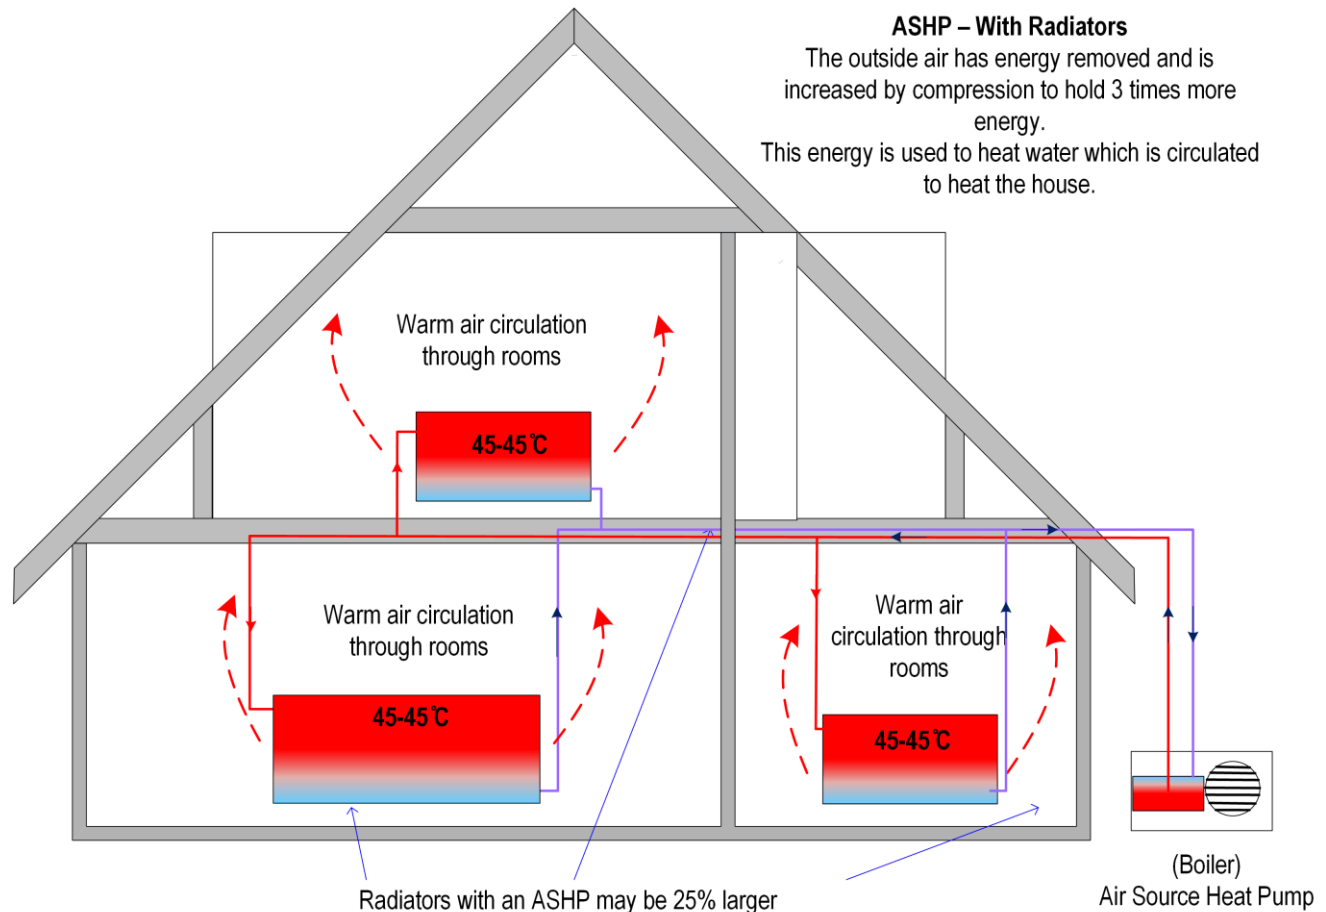 ASHP – With Radiators
The outside air has energy removed and is
increased by compression to hold 3 times more
energy.
This energy is used to heat water which is circulated
to heat the house.
Warm air circulation
through rooms
45-45℃
Warm air circulation
through rooms
Warm air
circulation through
rooms
45-45℃
45-45℃
(Boiler)
Air Source Heat Pump
Radiators with an ASHP may be 25% larger